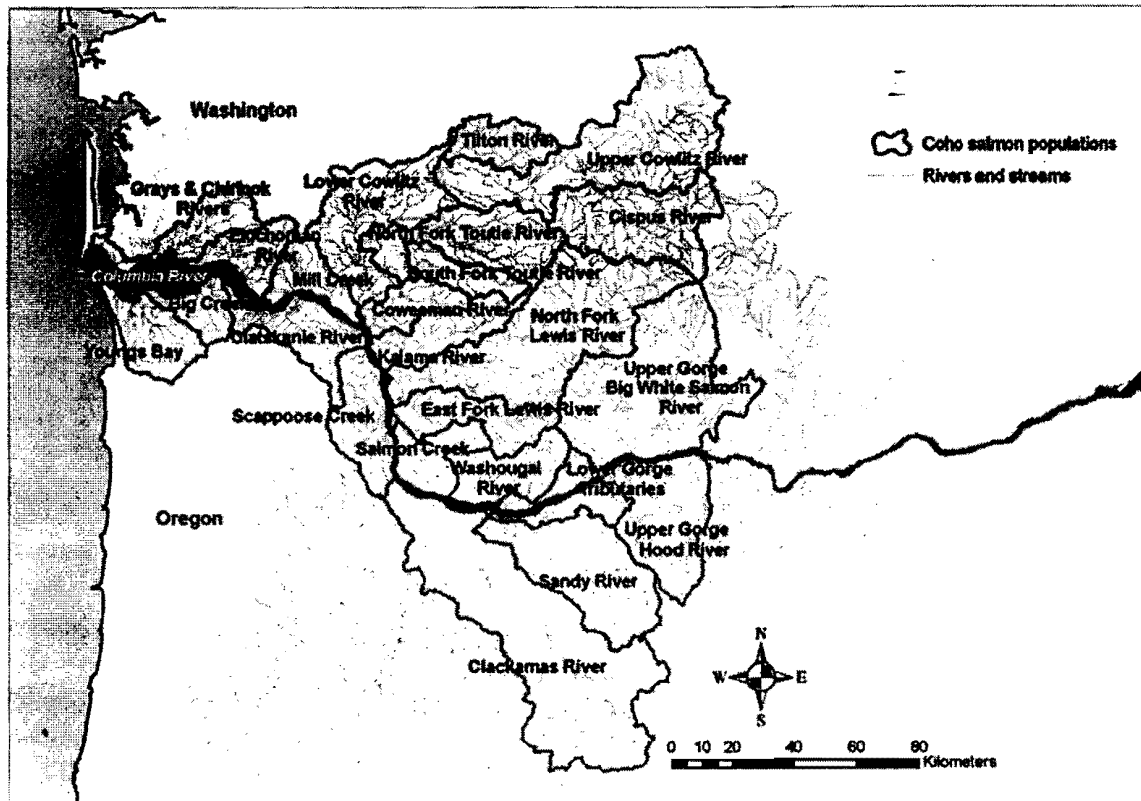 Washington
Tilton River
Upper Cowlitz River
Coho salmon populations
Rivers and streams
Lower Cowlitz
River
Grays & Chinook
Rivers
Cispus River
North Fork Toutle River
Elochoman
River
South Fork Toutle River
Columbia River
Mill Creek
Big Creek
Coweeman River
North Fork
Lewis River
Clatskanie River
Youngs Bay
Kalama River
Upper Gorge
Big White Salmon
River
Scappoose Creek
East Fork Lewis River
Salmon Creek
Washougal
River
Lower Gorge
Tributaries
Oregon
Upper Gorge
Hood River
Sandy River
Clackamas River
N
W
E
S
0 10 20 40 60 80
Kilometers